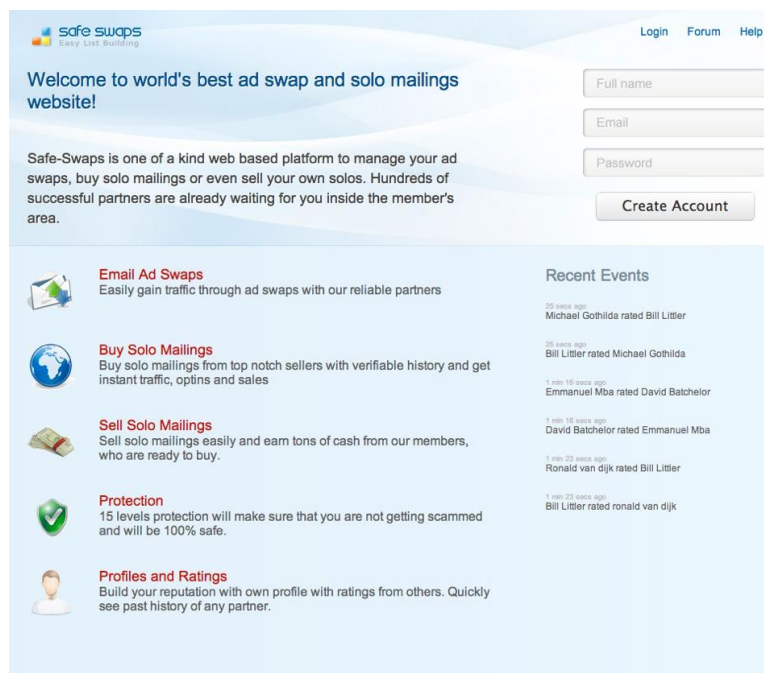 safe swaps
Easy List Building
Login Forum Help
Welcome to world's best ad swap and solo mailings
website!
Full name
Email
Password
Create Account
Safe-Swaps is one of a kind web based platform to manage your ad
swaps, buy solo mailings or even sell your own solos. Hundreds of
successful partners are already waiting for you inside the member's
area.
Email Ad Swaps
Easily gain traffic through ad swaps with our reliable partners
Buy Solo Mailings
Buy solo mailings from top notch sellers with verifiable history and get
instant traffic, optins and sales
Sell Solo Mailings
Sell solo mailings easily and earn tons of cash from our members,
who are ready to buy.
Protection
15 levels protection will make sure that you are not getting scammed
and will be 100% safe.
Profiles and Ratings
Build your reputation with own profile with ratings from others. Quickly
see past history of any partner.
Recent Events
25 secs ago
Michael Gothilda rated Bill Littler
25 secs ago
Bill Littler rated Michael Gothilda
1 min 16 secs ago
Emmanuel Mba rated David Batchelor
1 min 16 secs ago
David Batchelor rated Emmanuel Mba
1 min 23 secs ago
Ronald van dijk rated Bill Littler
1 min 23 secs ago
Bill Littler rated ronald van dijk